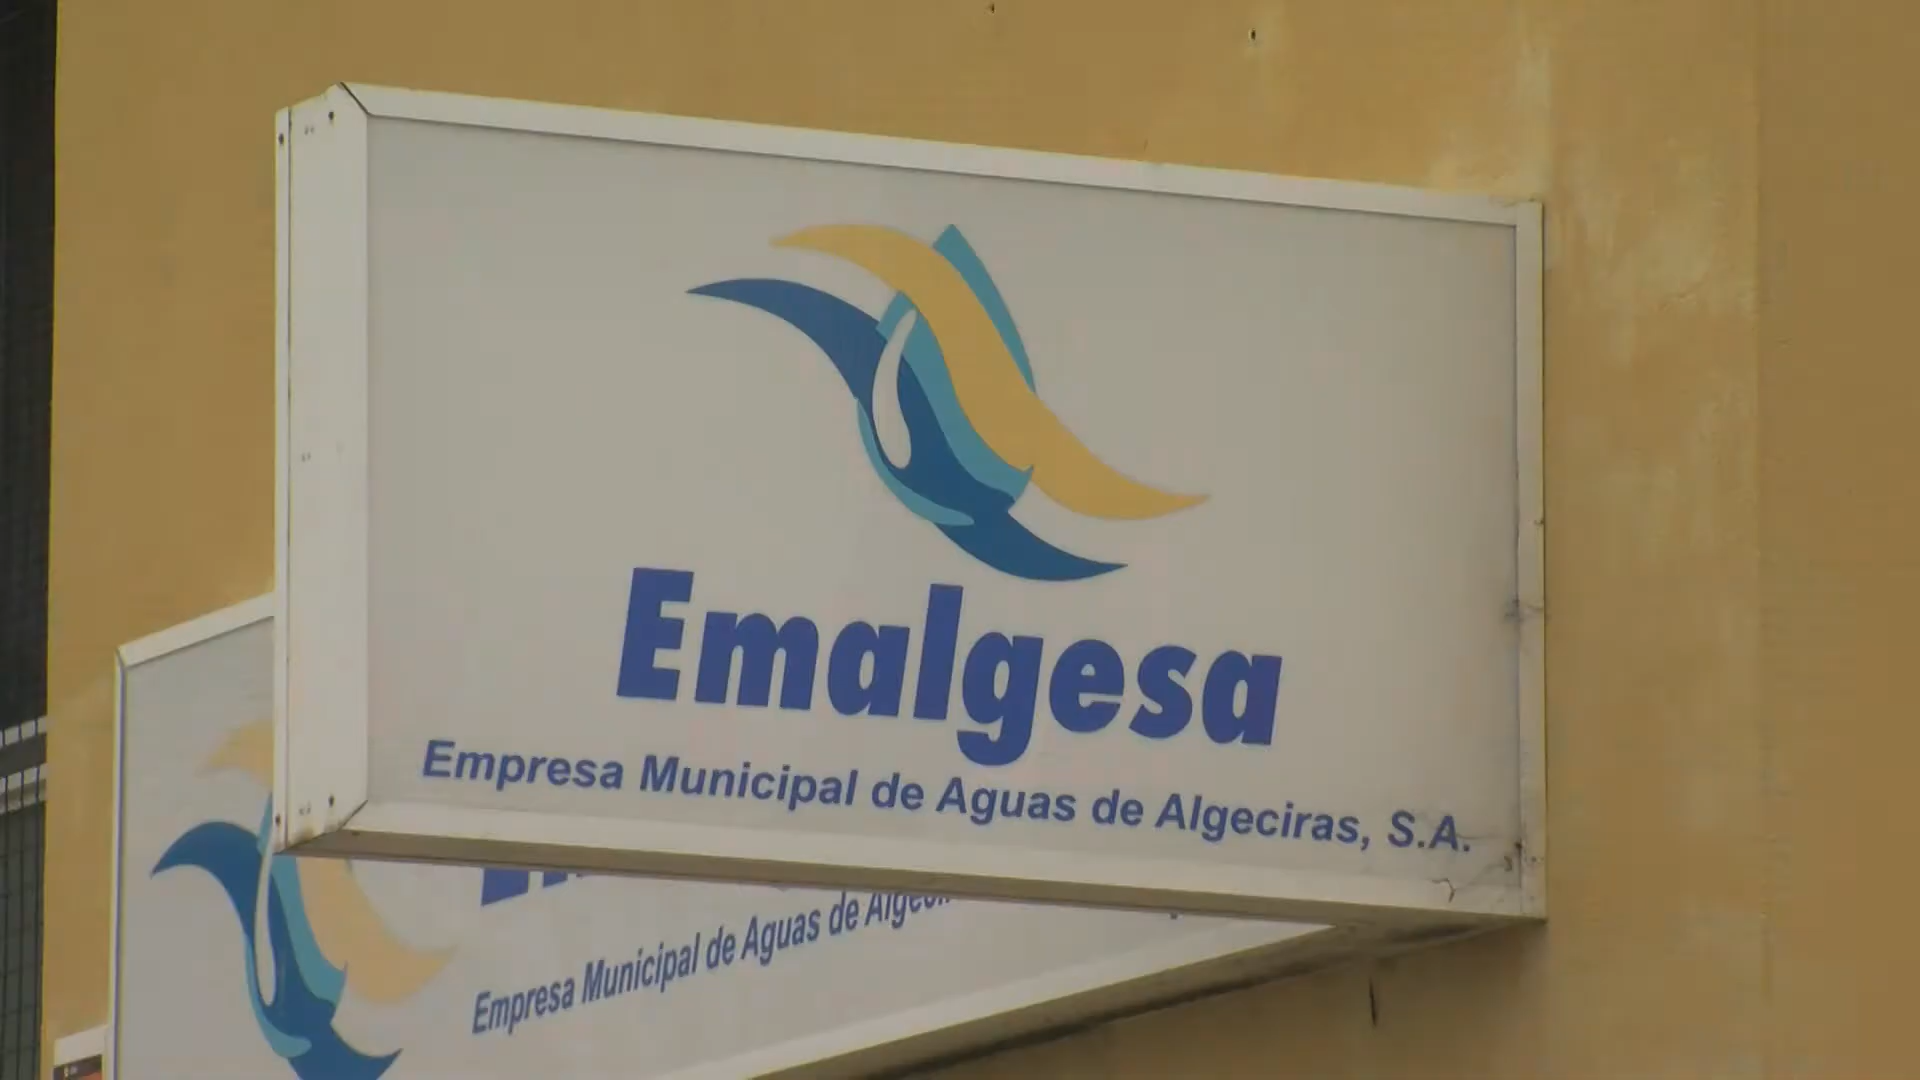 Emalgesa
Empresa Municipal de Aguas de Algeciras, S.A.
Empresa Municipal de Aguas de